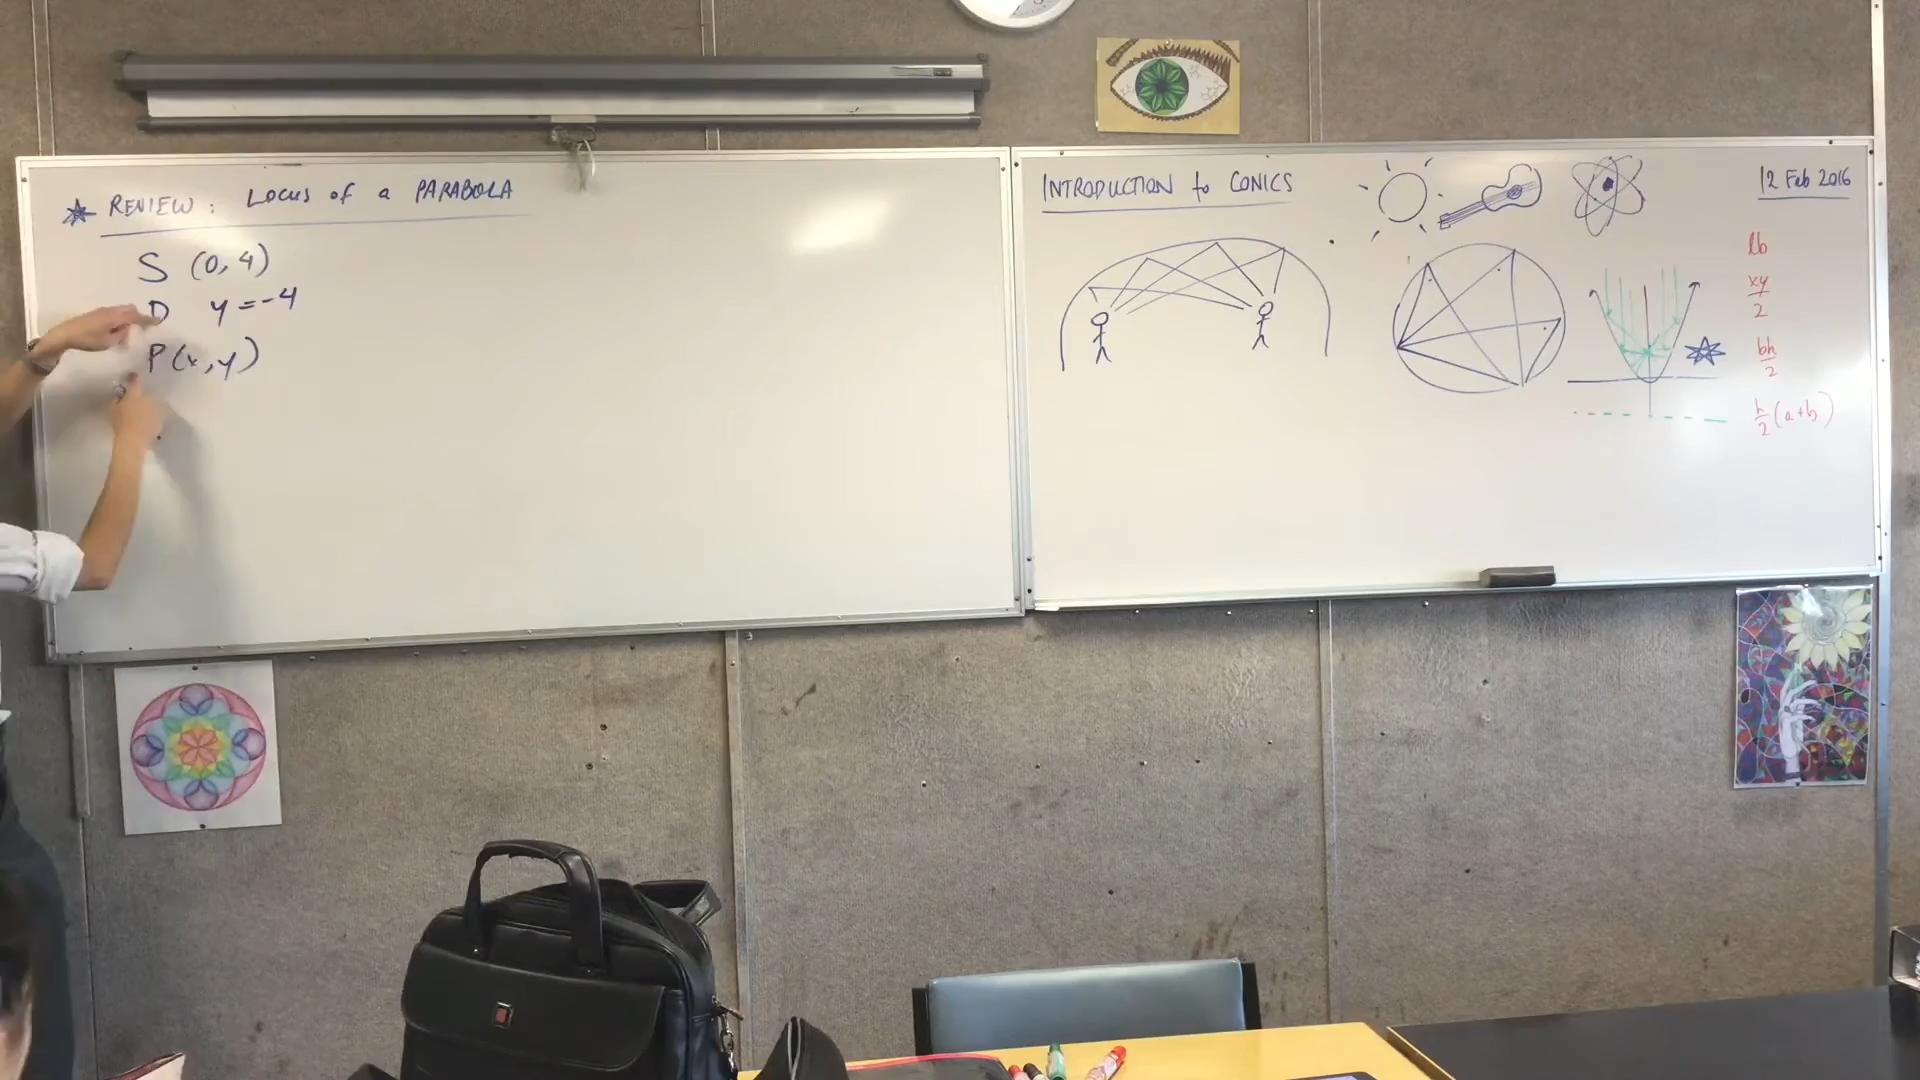 REVIEW: LOCUS of a PARABOLA
S (0,4)
D y=-4
P(x,y)
INTRODUCTION to CONICS
12 Feb 2016
lb
xy/2
bh/2
h/2 (a+b)